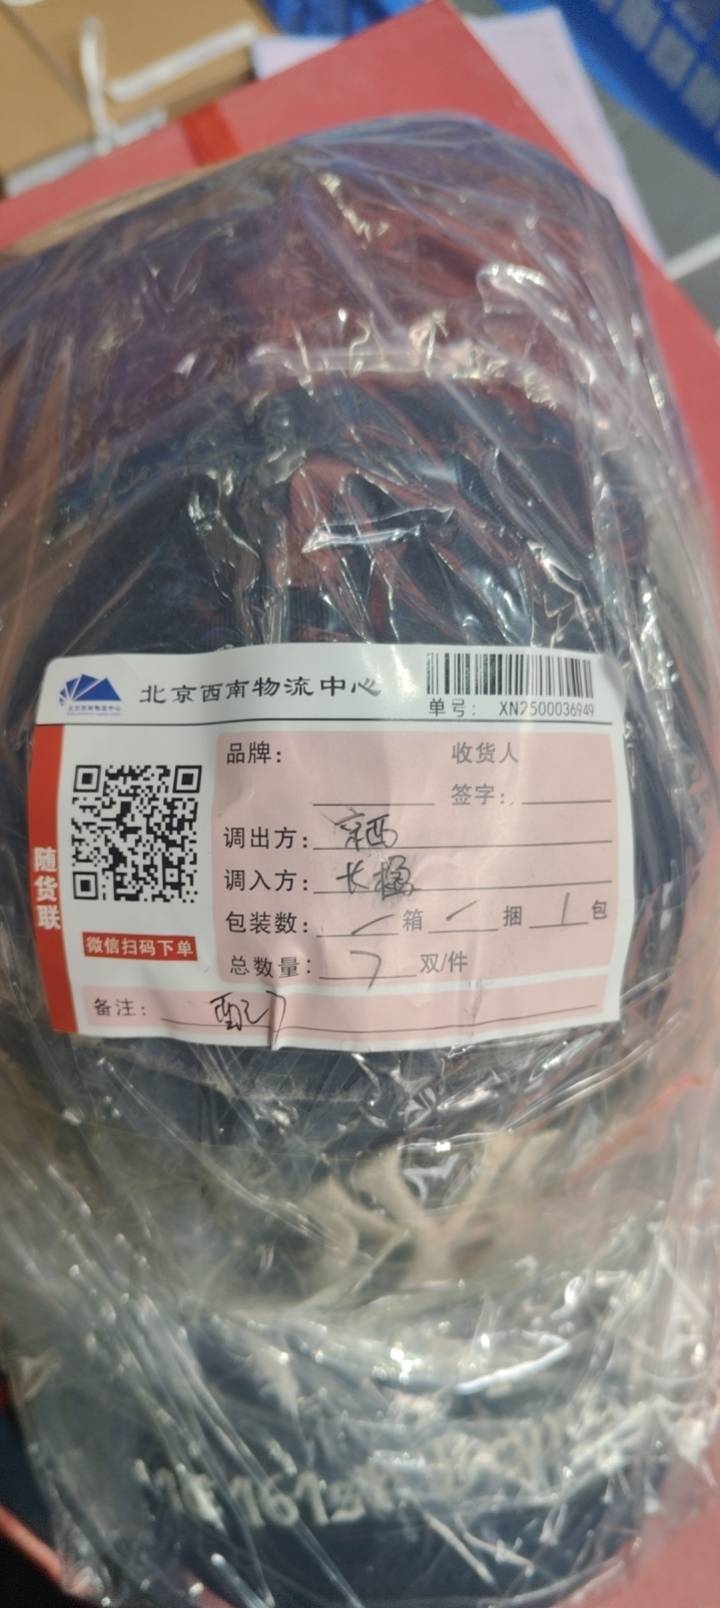 北京西南物流中心
单号: XN2500036949
品牌:
收货人
签字:
调出方: 京西
调入方: 长楹
包装数: / 箱 / 捆 1 包
总数量: 7 双/件
备注: 配
随货联
微信扫码下单